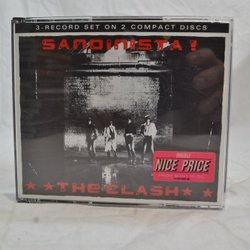 3-RECORD SET ON 2 COMPACT DISCS
SANDINISTA!
NICE PRICE
THE CLASH